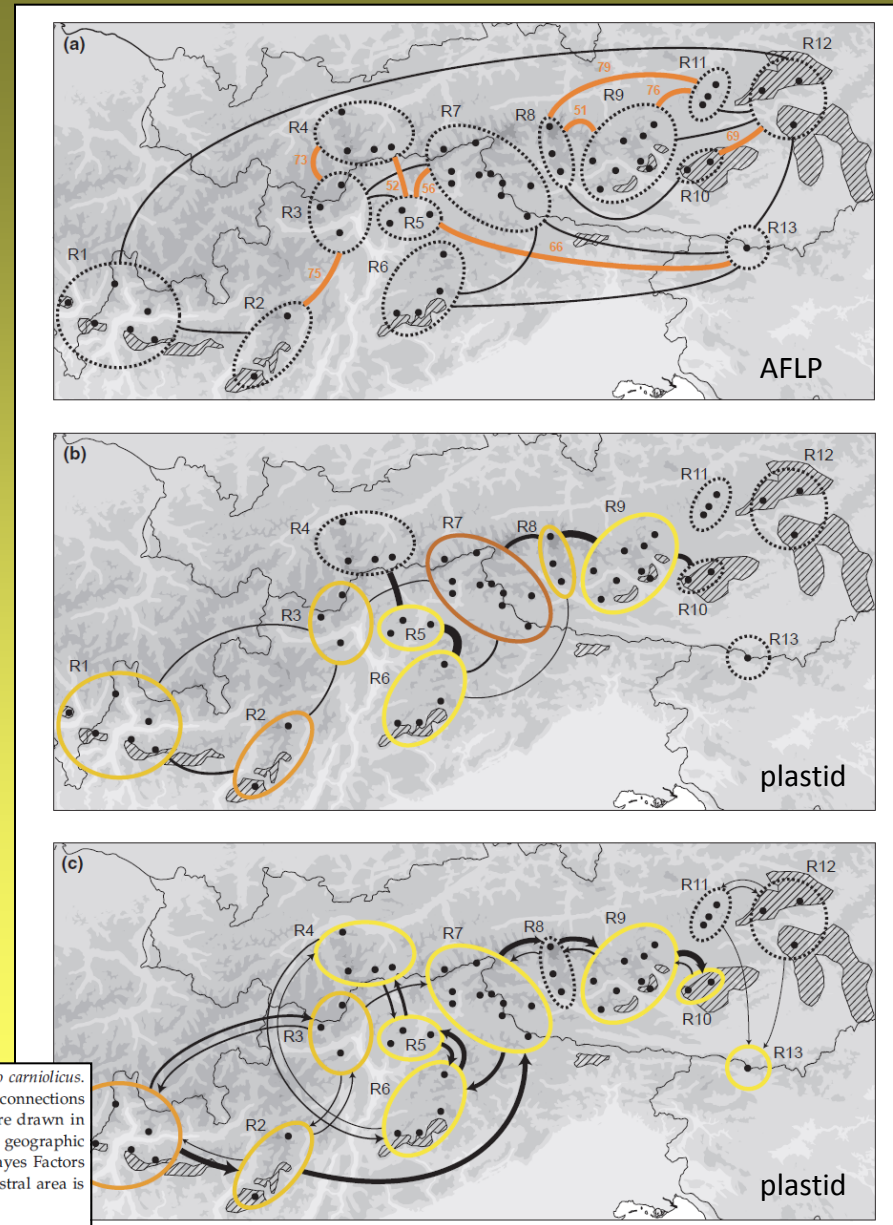 (a)
R12
79
R11
76
R9
R7
R8
R4
51
69
73
52
56
R3
R10
R5
R13
R1
66
75
R6
R2
AFLP
(b)
R12
R11
R9
R8
R7
R4
R10
R3
R5
R13
R1
R6
R2
plastid
(c)
R12
R11
R9
R8
R7
R4
R10
R3
R5
R13
R6
R2
plastid
o carniolicus.
connections
re drawn in
geographic
ayes Factors
stral area is